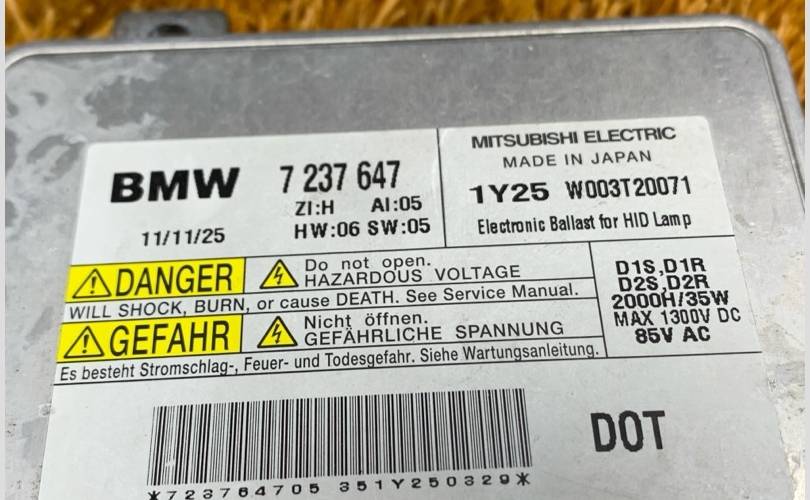 BMW 7 237 647
ZI:H AI:05
11/11/25 HW:06 SW:05
MITSUBISHI ELECTRIC
MADE IN JAPAN
1Y25 W003T20071
Electronic Ballast for HID Lamp
DANGER
Do not open.
HAZARDOUS VOLTAGE
WILL SHOCK, BURN, or cause DEATH. See Service Manual.
GEFAHR
Nicht öffnen.
GEFÄHRLICHE SPANNUNG
Es besteht Stromschlag-, Feuer- und Todesgefahr. Siehe Wartungsanleitung.
D1S,D1R
D2S,D2R
2000H/35W
MAX 1300V DC
85V AC
DOT
*723764705 351Y250329*